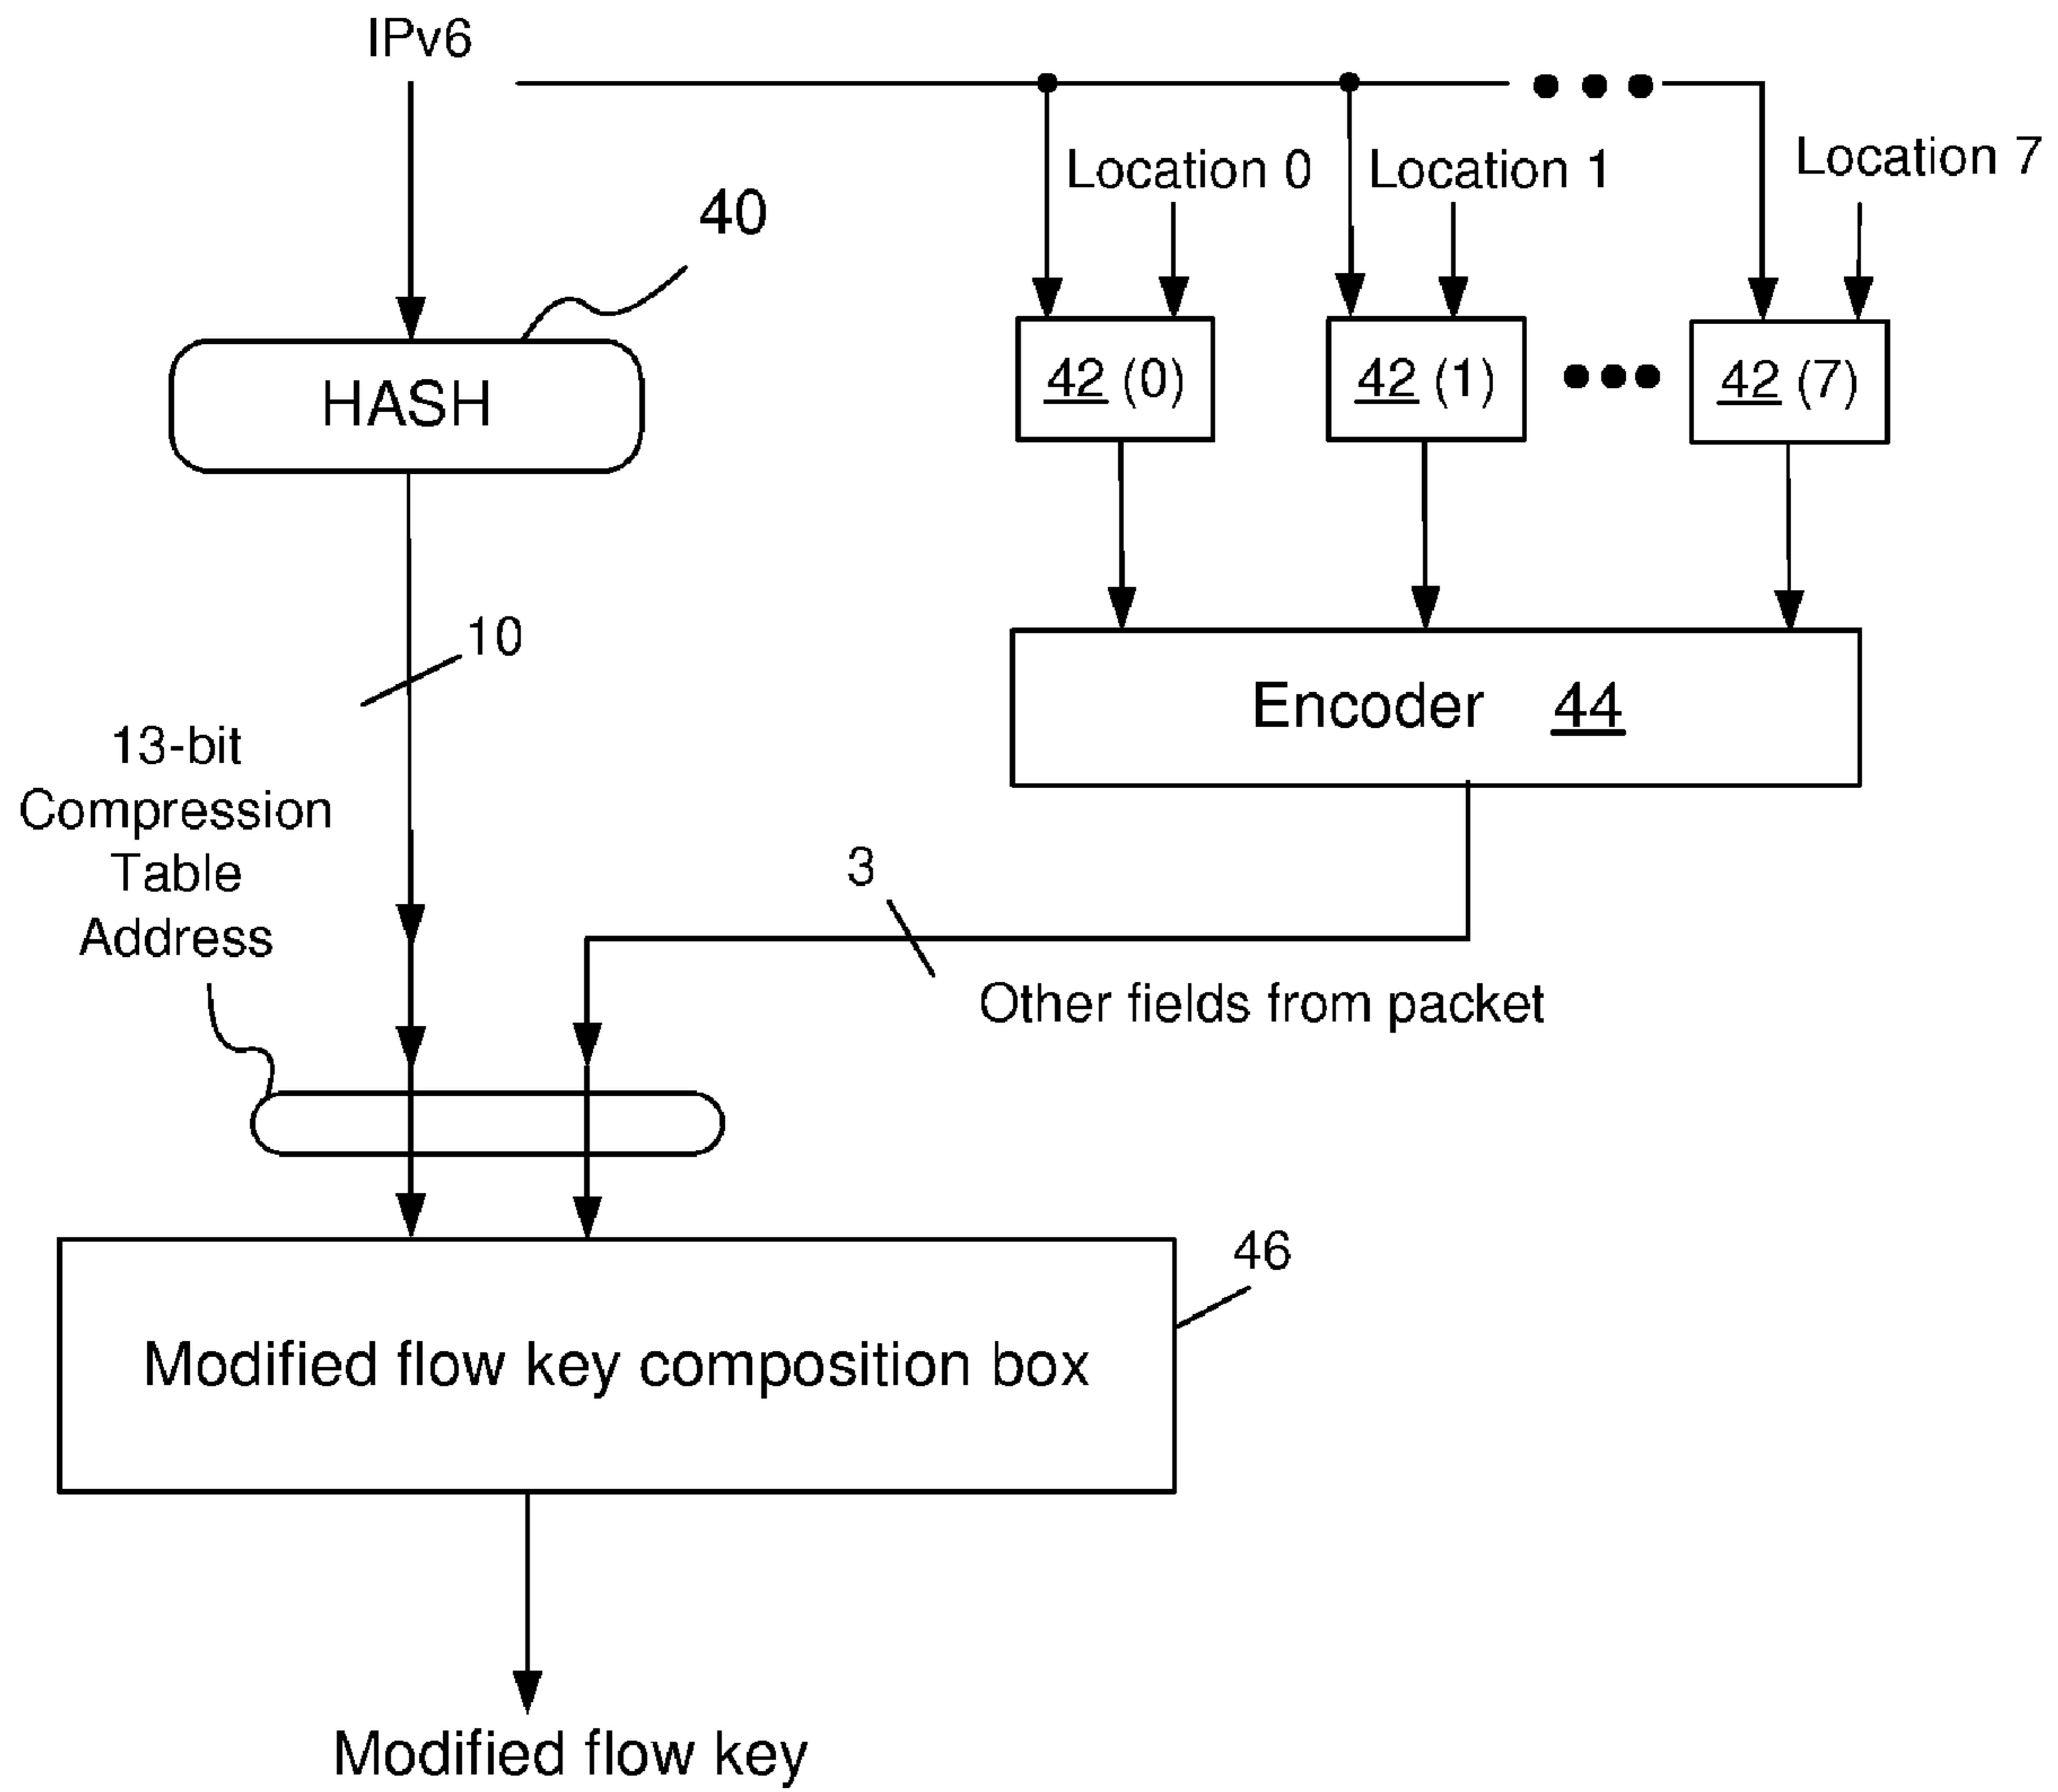 IPv6
Location 0
Location 1
Location 7
40
HASH
42 (0)
42 (1)
42 (7)
10
Encoder 44
13-bit
Compression
Table
Address
3
Other fields from packet
46
Modified flow key composition box
Modified flow key